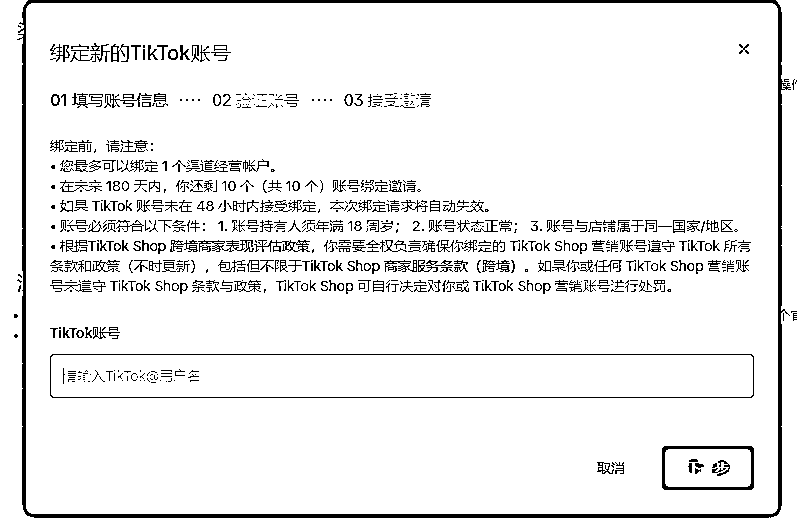 绑定新的TikTok账号
01 填写账号信息 ···· 02 验证账号 ···· 03 接受邀请
绑定前，请注意：
• 您最多可以绑定 1 个渠道经营帐户。
• 在未来 180 天内，你还剩 10 个（共 10 个）账号绑定邀请。
• 如果 TikTok 账号未在 48 小时内接受绑定，本次绑定请求将自动失效。
• 账号必须符合以下条件： 1. 账号持有人须年满 18 周岁； 2. 账号状态正常； 3. 账号与店铺属于同一国家/地区。
• 根据TikTok Shop 跨境商家表现评估政策，你需要全权负责确保你绑定的 TikTok Shop 营销账号遵守 TikTok 所有
条款和政策（不时更新），包括但不限于TikTok Shop 商家服务条款（跨境）。如果你或任何 TikTok Shop 营销账
号未遵守 TikTok Shop 条款与政策，TikTok Shop 可自行决定对你或 TikTok Shop 营销账号进行处罚。
TikTok账号
请输入TikTok@用户名
取消